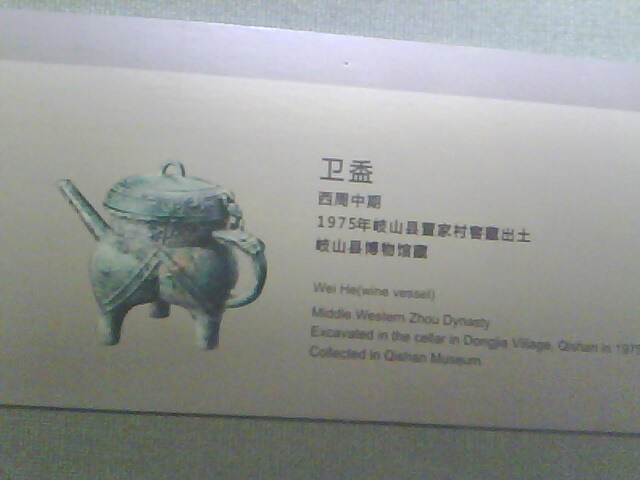 卫盉
西周中期
1975年岐山县董家村窖藏出土
岐山县博物馆藏
Wei He(wine vessel)
Middle Western Zhou Dynasty
Excavated in the cellar in Dongjia Village, Qishan in 1975
Collected in Qishan Museum